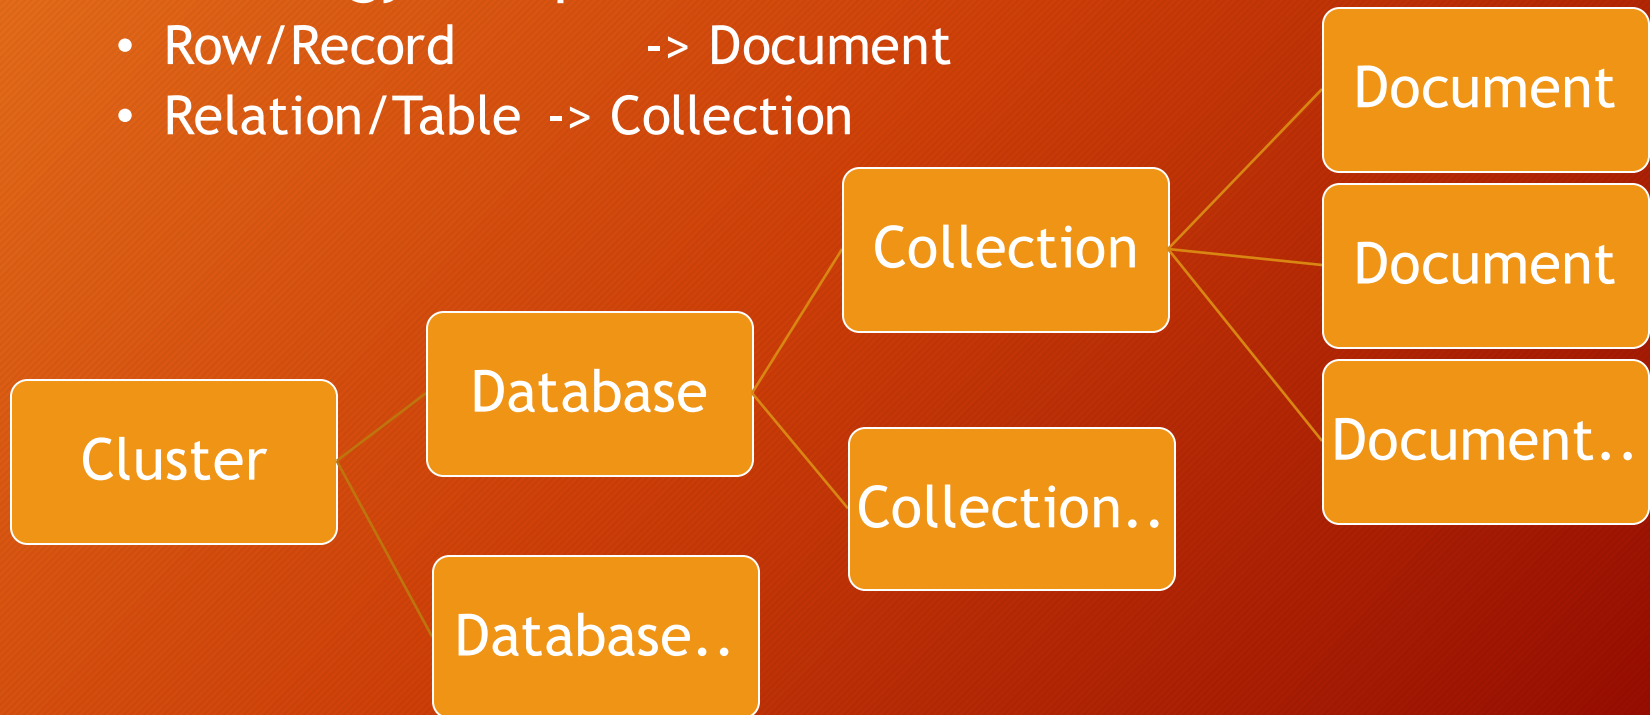 • Row/Record -> Document
• Relation/Table -> Collection
Document
Collection
Document
Database
Cluster
Document..
Collection..
Database..